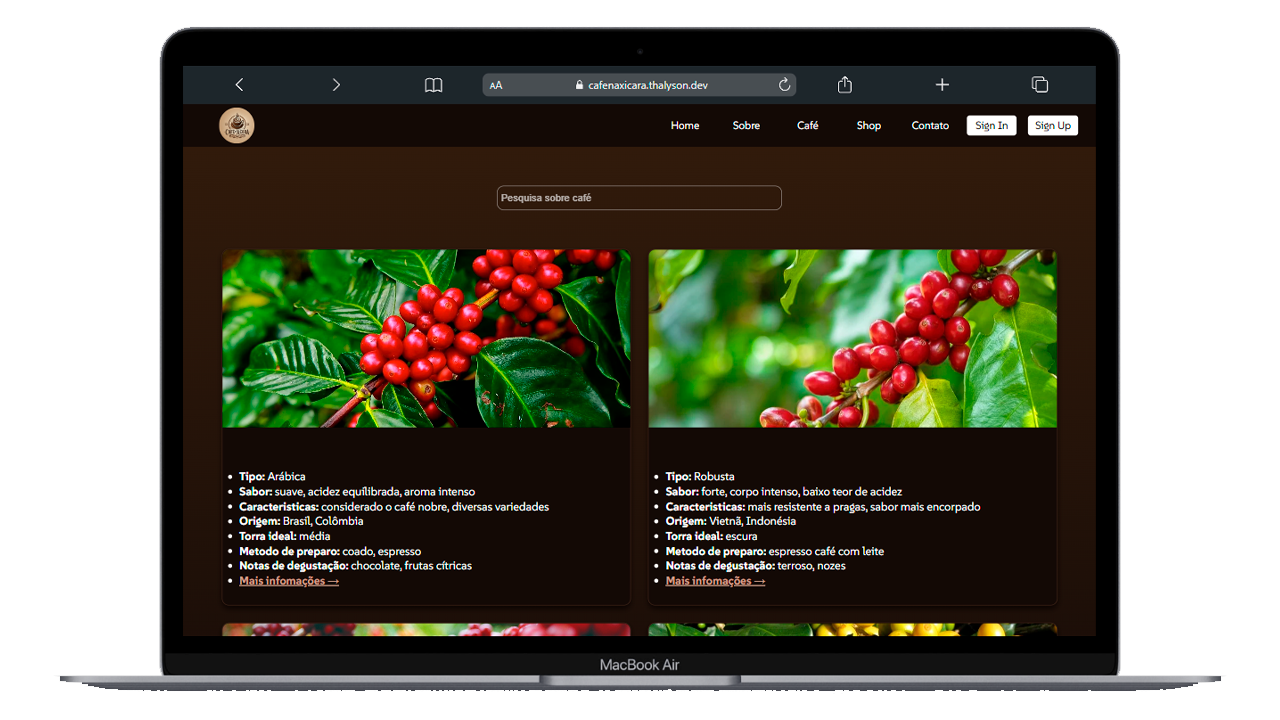 AA
cafenaxicara.thalyson.dev
Home Sobre Café Shop Contato Sign In Sign Up
Pesquisa sobre café
Tipo: Arábica
Sabor: suave, acidez equilibrada, aroma intenso
Caracteristicas: considerado o café nobre, diversas variedades
Origem: Brasil, Colômbia
Torra ideal: média
Metodo de preparo: coado, espresso
Notas de degustação: chocolate, frutas cítricas
Mais infomações →
Tipo: Robusta
Sabor: forte, corpo intenso, baixo teor de acidez
Caracteristicas: mais resistente a pragas, sabor mais encorpado
Origem: Vietnã, Indonésia
Torra ideal: escura
Metodo de preparo: espresso café com leite
Notas de degustação: terroso, nozes
Mais infomações →
MacBook Air